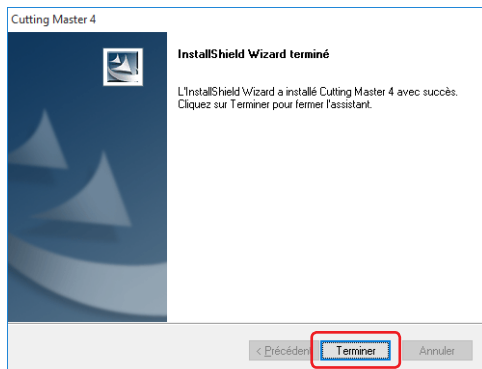 Cutting Master 4
InstallShield Wizard terminé
L'InstallShield Wizard a installé Cutting Master 4 avec succès.
Cliquez sur Terminer pour fermer l'assistant.
< Précédent Terminer Annuler